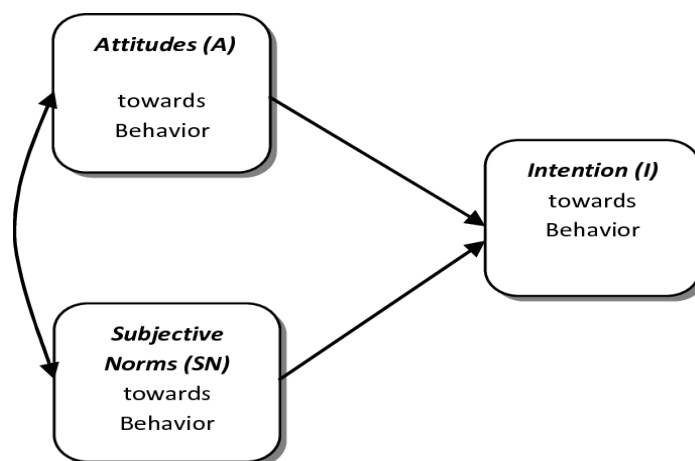 Attitudes (A)
towards
Behavior
Intention (I)
towards
Behavior
Subjective
Norms (SN)
towards
Behavior